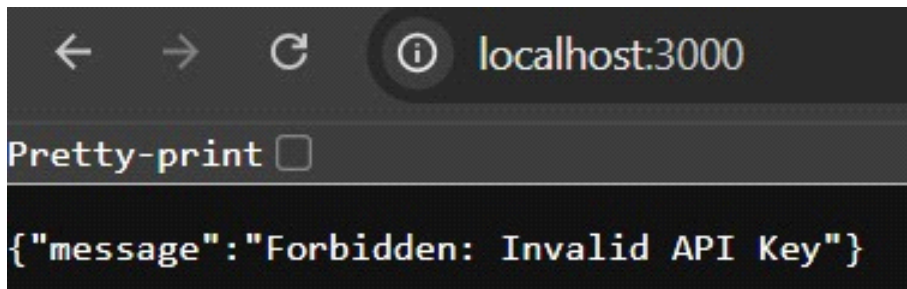 localhost:3000
Pretty-print
{"message":"Forbidden: Invalid API Key"}